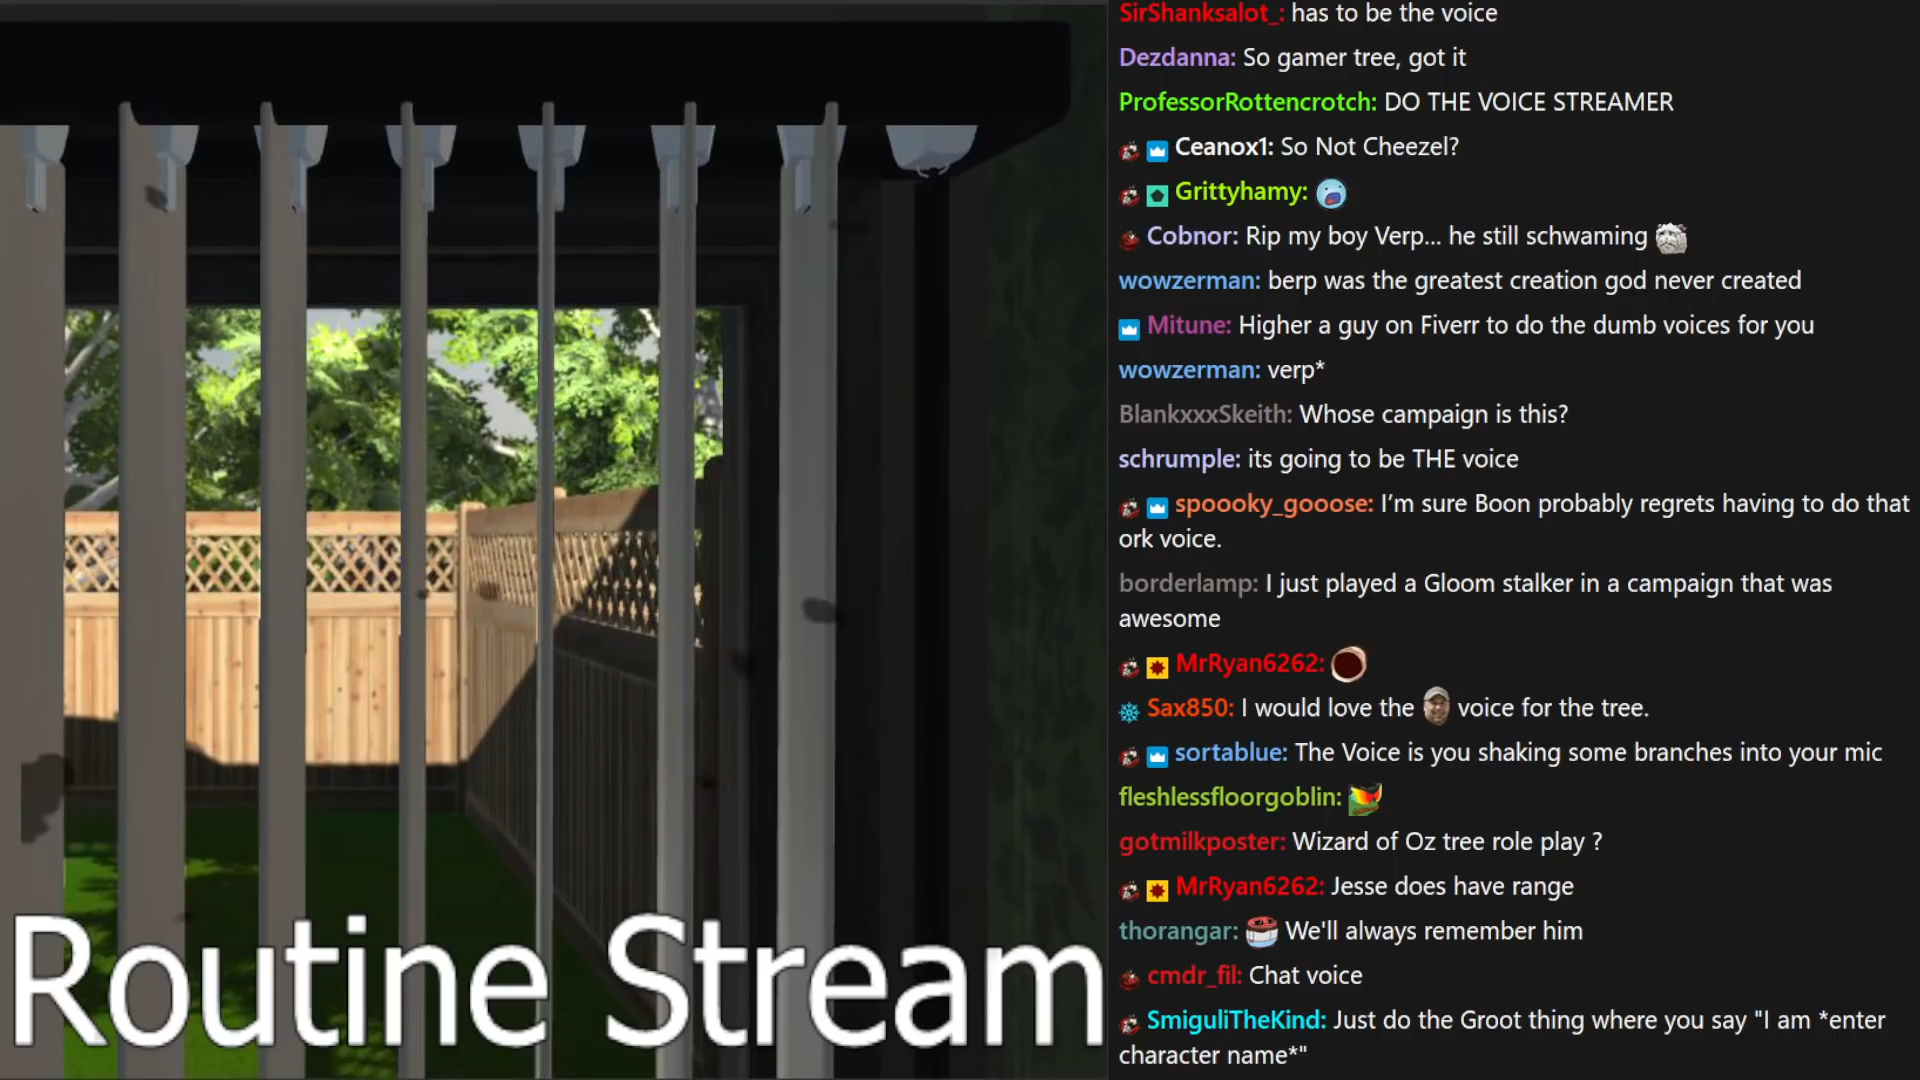 SirShanksalot_: has to be the voice
Dezdanna: So gamer tree, got it
ProfessorRottencrotch: DO THE VOICE STREAMER
Ceanox1: So Not Cheezel?
Grittyhamy:
Cobnor: Rip my boy Verp... he still schwaming
wowzerman: berp was the greatest creation god never created
Mitune: Higher a guy on Fiverr to do the dumb voices for you
wowzerman: verp*
BlankxxxSkeith: Whose campaign is this?
schrumple: its going to be THE voice
spoooky_gooose: I’m sure Boon probably regrets having to do that
ork voice.
borderlamp: I just played a Gloom stalker in a campaign that was
awesome
MrRyan6262:
Sax850: I would love the voice for the tree.
sortablue: The Voice is you shaking some branches into your mic
fleshlessfloorgoblin:
gotmilkposter: Wizard of Oz tree role play ?
MrRyan6262: Jesse does have range
thorangar: We'll always remember him
cmdr_fil: Chat voice
SmiguliTheKind: Just do the Groot thing where you say "I am *enter
character name*"
Routine Stream